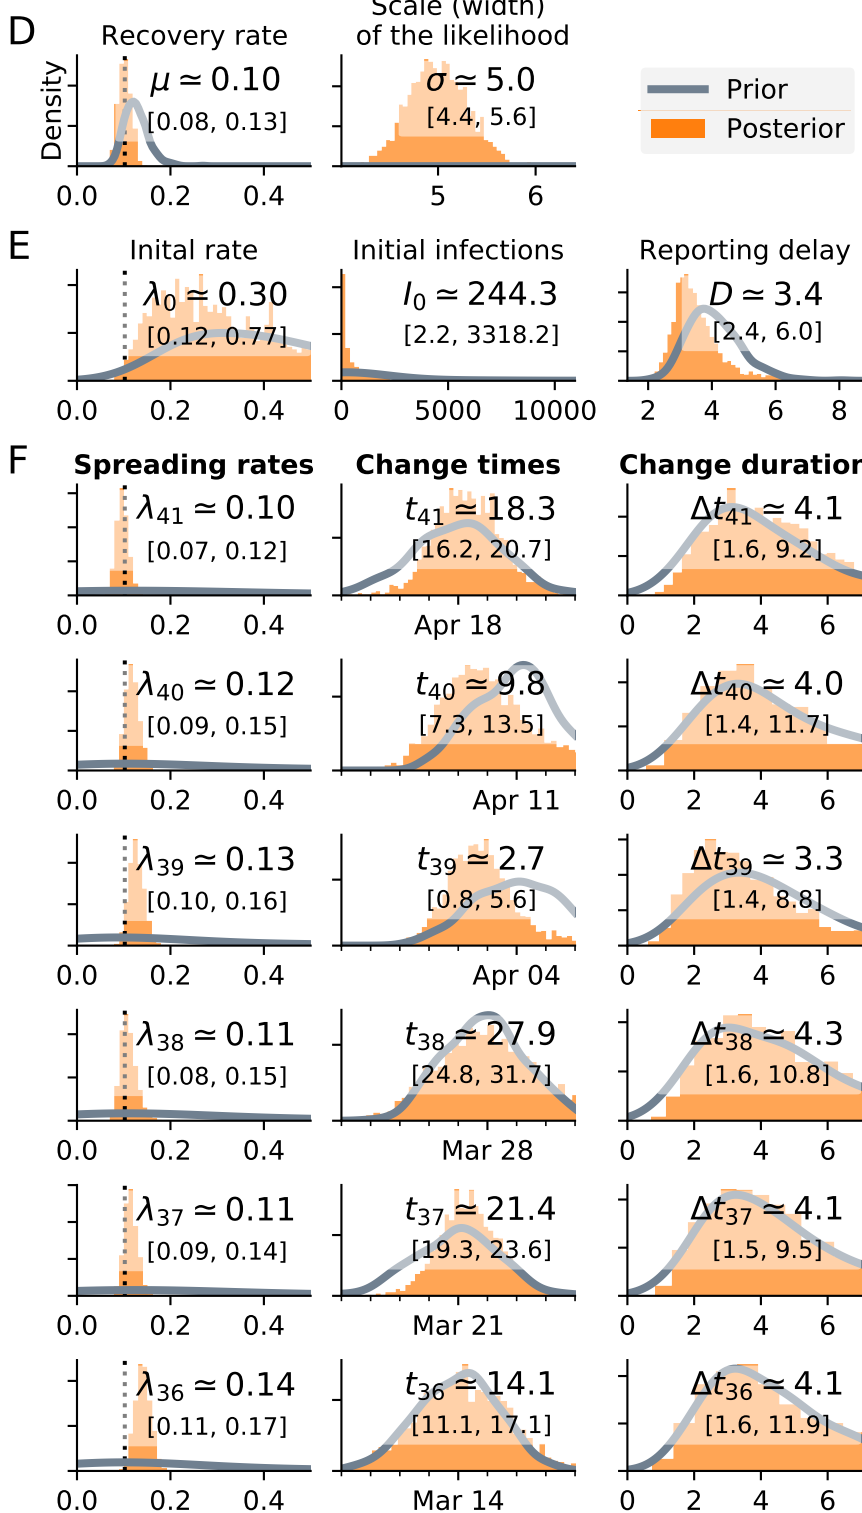 D
Recovery rate
Scale (width)
of the likelihood
Density
μ ≃ 0.10
[0.08, 0.13]
0.0 0.2 0.4
σ ≃ 5.0
[4.4, 5.6]
5 6
Prior
Posterior
E
Inital rate
λ0 ≃ 0.30
[0.12, 0.77]
0.0 0.2 0.4
Initial infections
I0 ≃ 244.3
[2.2, 3318.2]
0 5000 10000
Reporting delay
D ≃ 3.4
[2.4, 6.0]
2 4 6 8
F
Spreading rates
Change times
Change duration
λ41 ≃ 0.10
[0.07, 0.12]
0.0 0.2 0.4
t41 ≃ 18.3
[16.2, 20.7]
Apr 18
Δt41 ≃ 4.1
[1.6, 9.2]
0 2 4 6
λ40 ≃ 0.12
[0.09, 0.15]
0.0 0.2 0.4
t40 ≃ 9.8
[7.3, 13.5]
Apr 11
Δt40 ≃ 4.0
[1.4, 11.7]
0 2 4 6
λ39 ≃ 0.13
[0.10, 0.16]
0.0 0.2 0.4
t39 ≃ 2.7
[0.8, 5.6]
Apr 04
Δt39 ≃ 3.3
[1.4, 8.8]
0 2 4 6
λ38 ≃ 0.11
[0.08, 0.15]
0.0 0.2 0.4
t38 ≃ 27.9
[24.8, 31.7]
Mar 28
Δt38 ≃ 4.3
[1.6, 10.8]
0 2 4 6
λ37 ≃ 0.11
[0.09, 0.14]
0.0 0.2 0.4
t37 ≃ 21.4
[19.3, 23.6]
Mar 21
Δt37 ≃ 4.1
[1.5, 9.5]
0 2 4 6
λ36 ≃ 0.14
[0.11, 0.17]
0.0 0.2 0.4
t36 ≃ 14.1
[11.1, 17.1]
Mar 14
Δt36 ≃ 4.1
[1.6, 11.9]
0 2 4 6